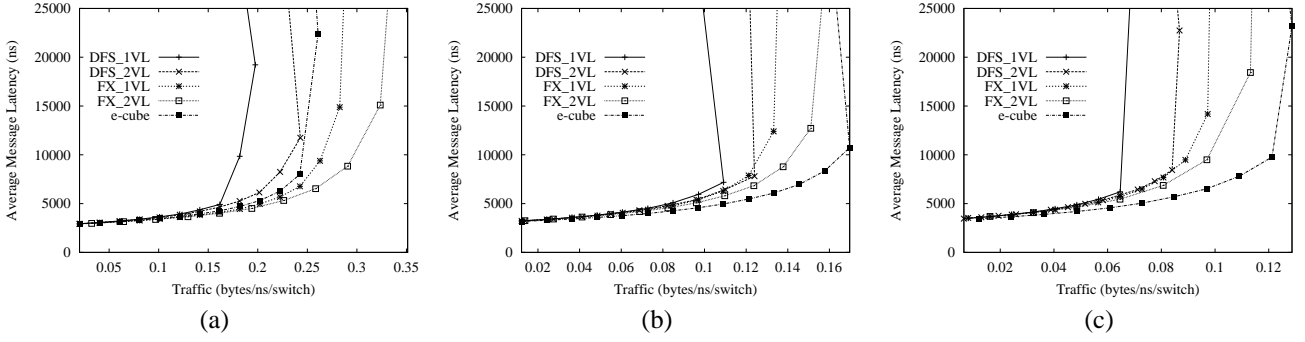 25000
20000
15000
10000
5000
0
Average Message Latency (ns)
DFS_1VL
DFS_2VL
FX_1VL
FX_2VL
e-cube
0.05 0.1 0.15 0.2 0.25 0.3 0.35
Traffic (bytes/ns/switch)
(a)
25000
20000
15000
10000
5000
0
Average Message Latency (ns)
DFS_1VL
DFS_2VL
FX_1VL
FX_2VL
e-cube
0.02 0.04 0.06 0.08 0.1 0.12 0.14 0.16
Traffic (bytes/ns/switch)
(b)
25000
20000
15000
10000
5000
0
Average Message Latency (ns)
DFS_1VL
DFS_2VL
FX_1VL
FX_2VL
e-cube
0.02 0.04 0.06 0.08 0.1 0.12
Traffic (bytes/ns/switch)
(c)